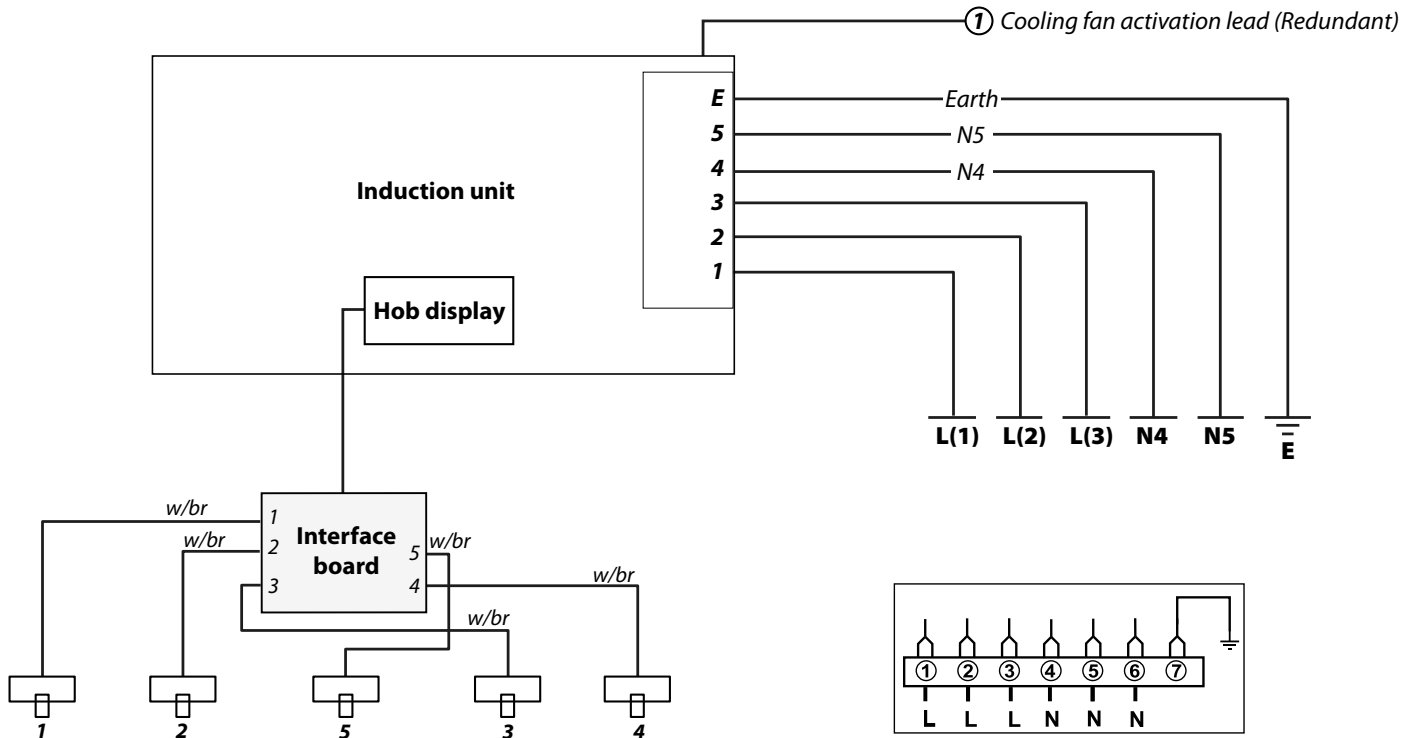 ① Cooling fan activation lead (Redundant)
E
Earth
5
N5
4
N4
3
2
1
Induction unit
Hob display
L(1) L(2) L(3) N4 N5 E
w/br
1
w/br
2
Interface
board
3
5
w/br
4
w/br
w/br
1 2 5 3 4
① ② ③ ④ ⑤ ⑥ ⑦
L L L N N N